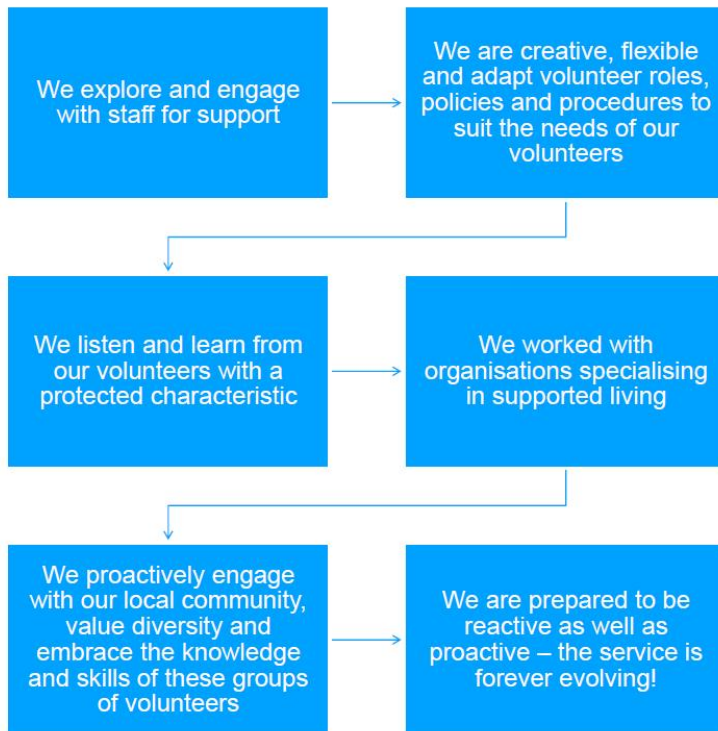 We explore and engage
with staff for support
We are creative, flexible
and adapt volunteer roles,
policies and procedures to
suit the needs of our
volunteers
We listen and learn from
our volunteers with a
protected characteristic
We worked with
organisations specialising
in supported living
We proactively engage
with our local community,
value diversity and
embrace the knowledge
and skills of these groups
of volunteers
We are prepared to be
reactive as well as
proactive – the service is
forever evolving!